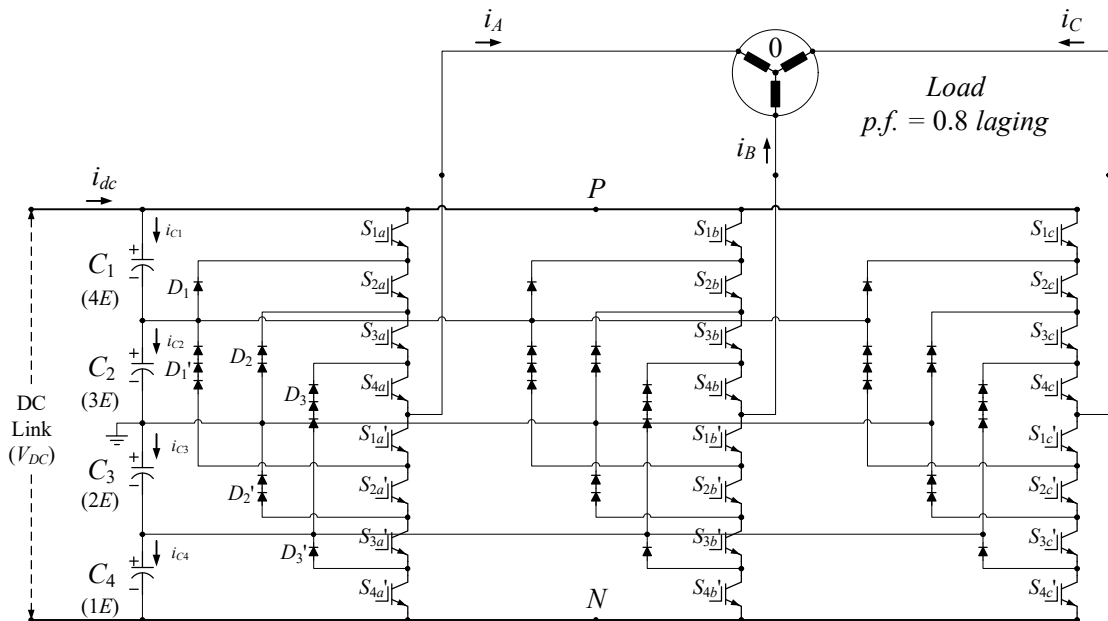 i_A
0
i_C
Load
p.f. = 0.8 laging
i_B
i_dc
P
DC
Link
(V_DC)
i_C1
+
C_1
−
(4E)
i_C2
+
C_2
−
(3E)
i_C3
+
C_3
−
(2E)
i_C4
+
C_4
−
(1E)
D_1
D_1'
D_2
D_3
D_2'
D_3'
S_1a
S_2a
S_3a
S_4a
S_1a'
S_2a'
S_3a'
S_4a'
S_1b
S_2b
S_3b
S_4b
S_1b'
S_2b'
S_3b'
S_4b'
S_1c
S_2c
S_3c
S_4c
S_1c'
S_2c'
S_3c'
S_4c'
N